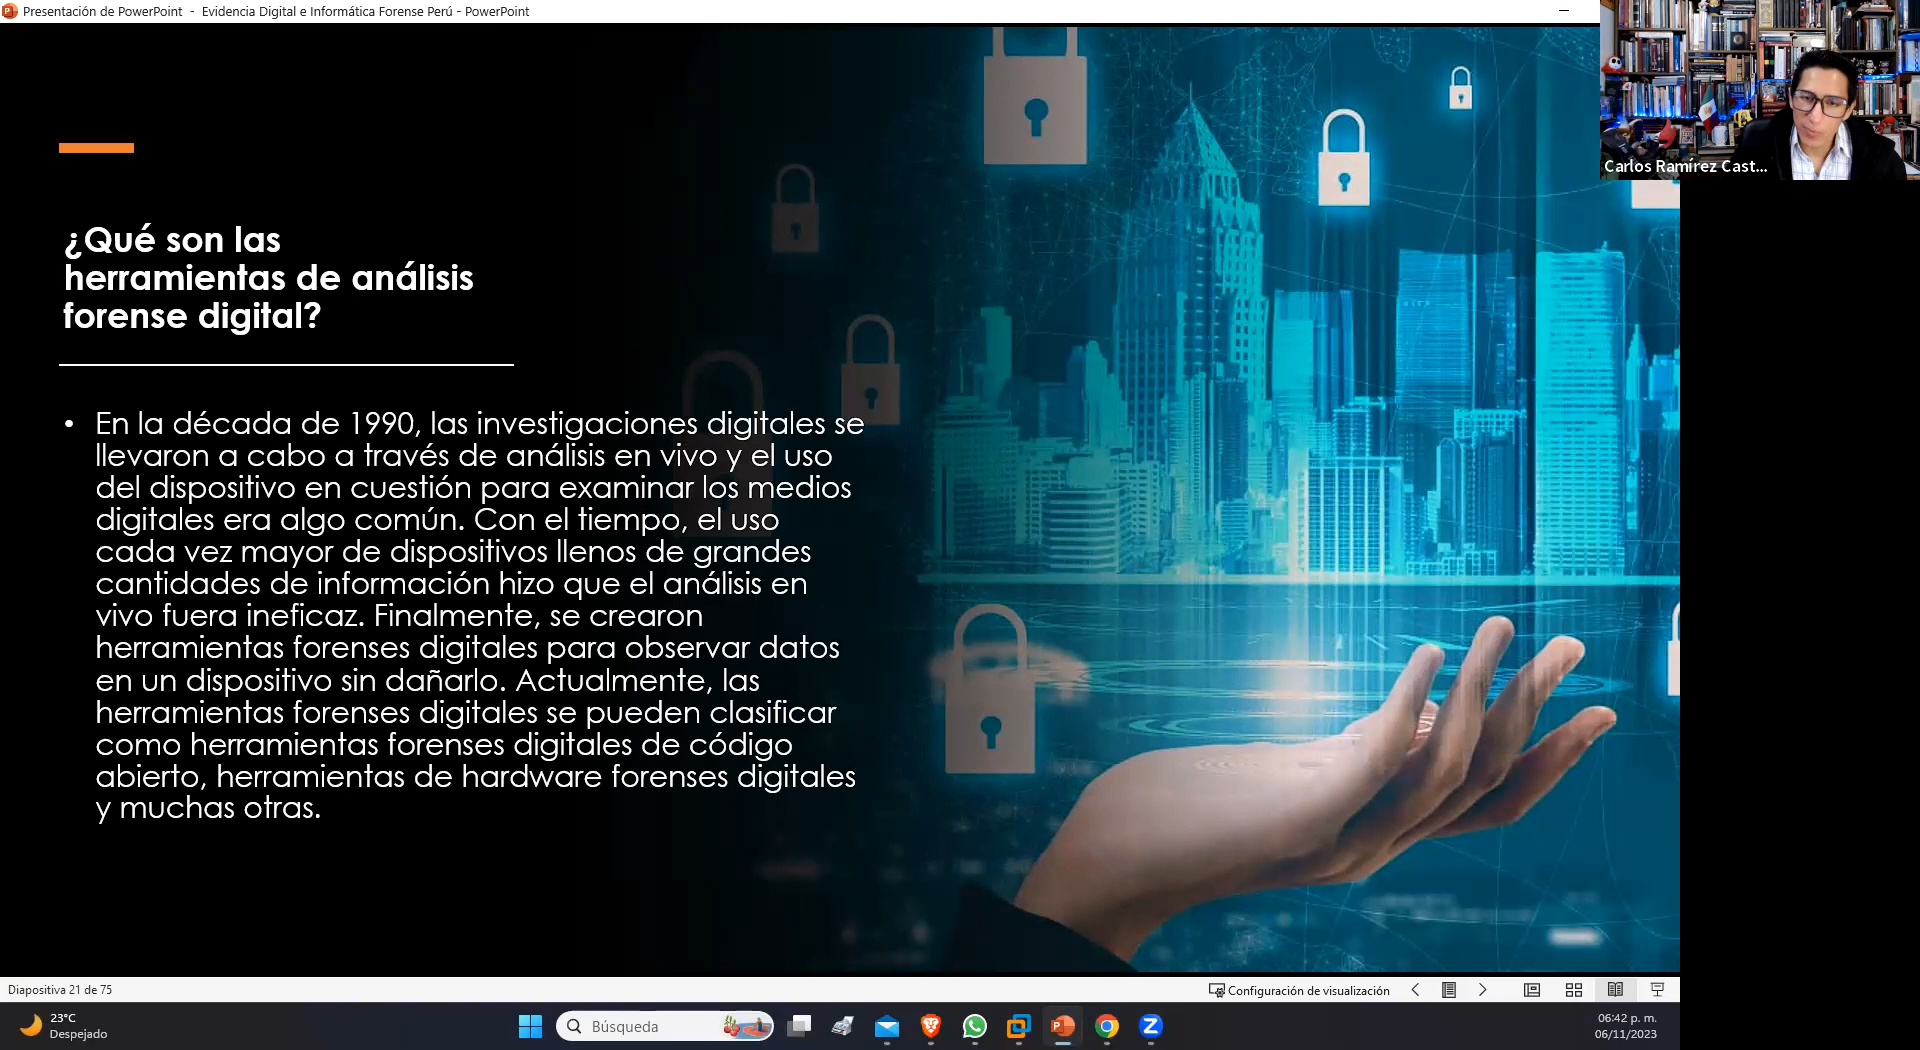 Presentación de PowerPoint - Evidencia Digital e Informática Forense Perú - PowerPoint
Carlos Ramírez Cast...
¿Qué son las
herramientas de análisis
forense digital?
• En la década de 1990, las investigaciones digitales se
llevaron a cabo a través de análisis en vivo y el uso
del dispositivo en cuestión para examinar los medios
digitales era algo común. Con el tiempo, el uso
cada vez mayor de dispositivos llenos de grandes
cantidades de información hizo que el análisis en
vivo fuera ineficaz. Finalmente, se crearon
herramientas forenses digitales para observar datos
en un dispositivo sin dañarlo. Actualmente, las
herramientas forenses digitales se pueden clasificar
como herramientas forenses digitales de código
abierto, herramientas de hardware forenses digitales
y muchas otras.
Diapositiva 21 de 75
Configuración de visualización
23°C
Despejado
Búsqueda
06:42 p. m.
06/11/2023